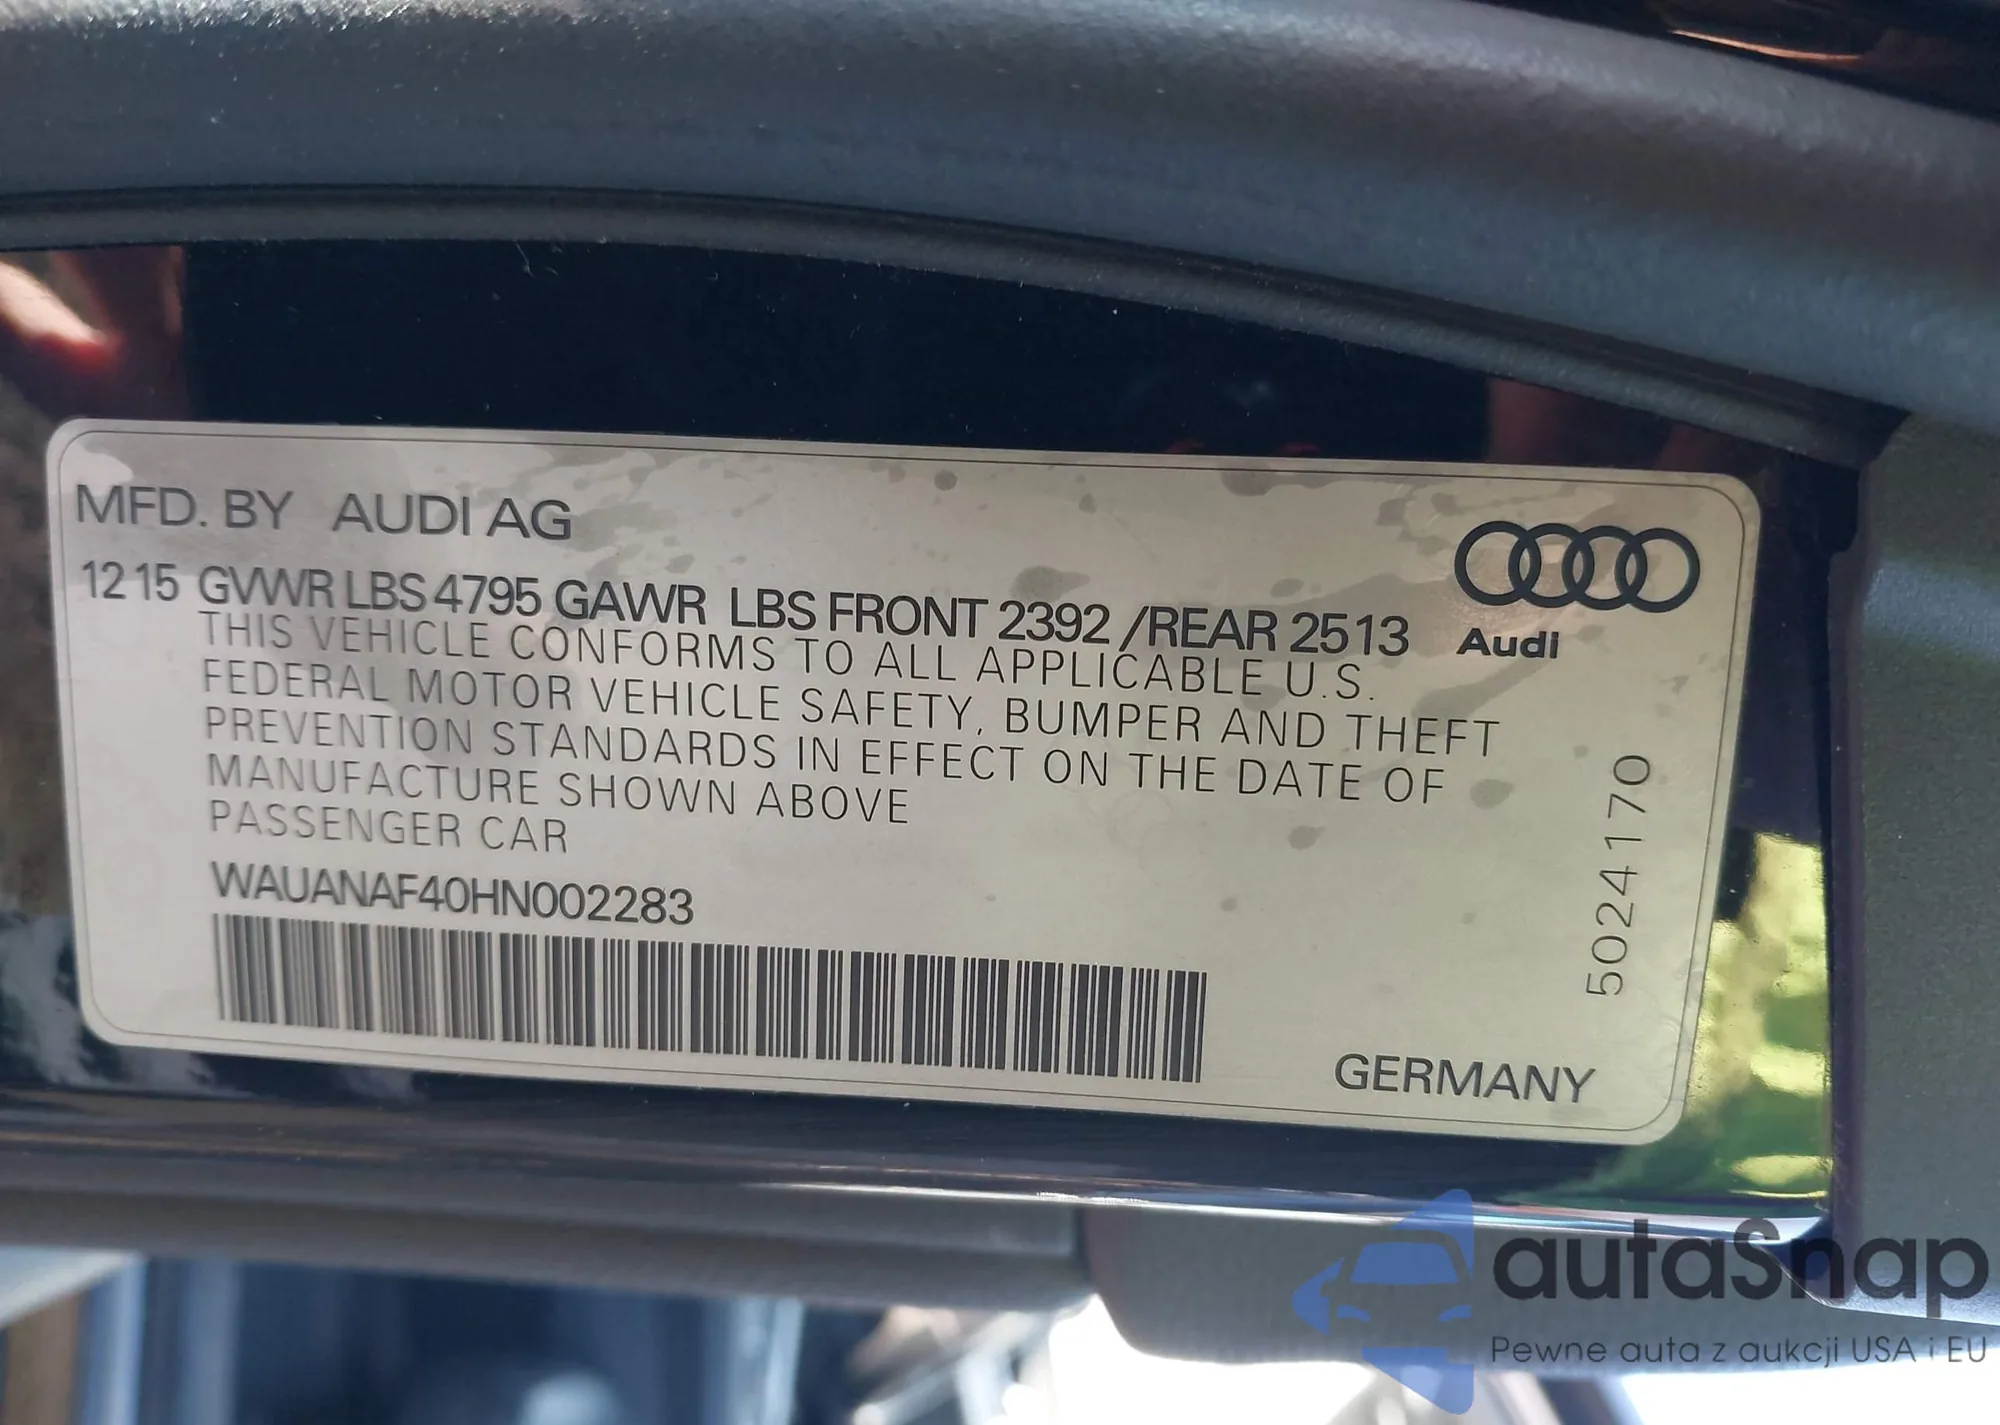 MFD. BY AUDI AG
12 15 GVWR LBS 4795 GAWR LBS FRONT 2392 /REAR 2513
THIS VEHICLE CONFORMS TO ALL APPLICABLE U.S.
FEDERAL MOTOR VEHICLE SAFETY, BUMPER AND THEFT
PREVENTION STANDARDS IN EFFECT ON THE DATE OF
MANUFACTURE SHOWN ABOVE
PASSENGER CAR
WAUANAF40HN002283
Audi
5024170
GERMANY
autaSnap
Pewne auta z aukcji USA i EU